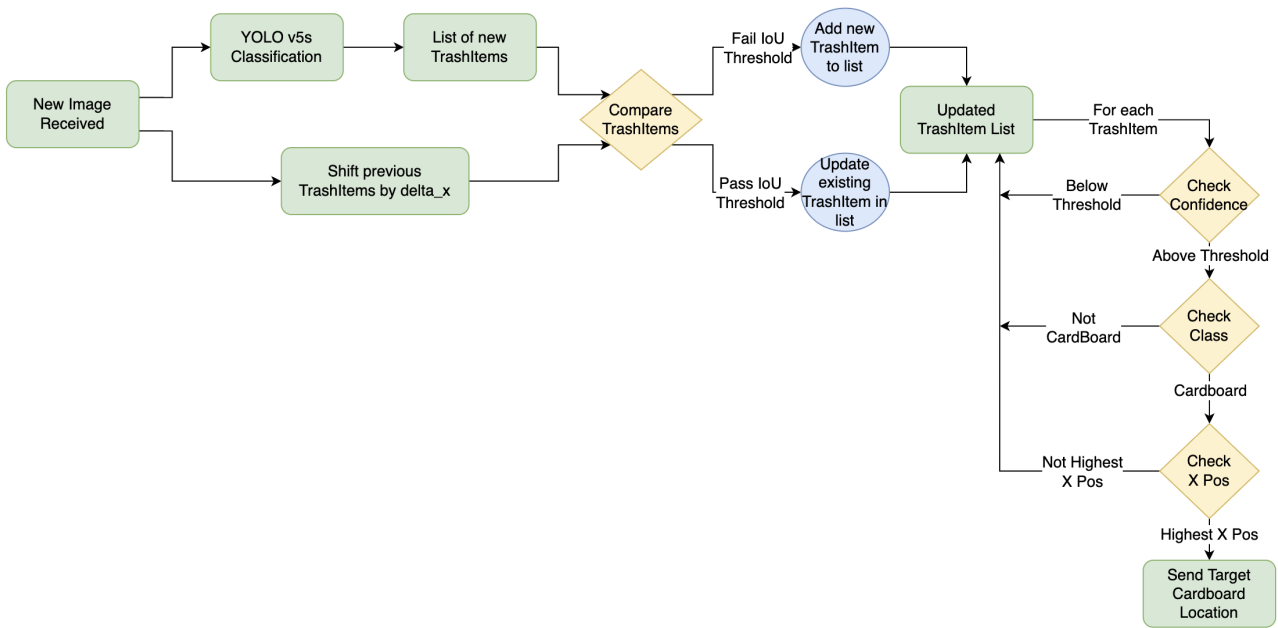 New Image
Received
YOLO v5s
Classification
List of new
TrashItems
Shift previous
TrashItems by delta_x
Compare
TrashItems
Fail IoU
Threshold
Add new
TrashItem
to list
Pass IoU
Threshold
Update
existing
TrashItem in
list
Updated
TrashItem List
For each
TrashItem
Check
Confidence
Below
Threshold
Above Threshold
Check
Class
Not
CardBoard
Cardboard
Check
X Pos
Not Highest
X Pos
Highest X Pos
Send Target
Cardboard
Location